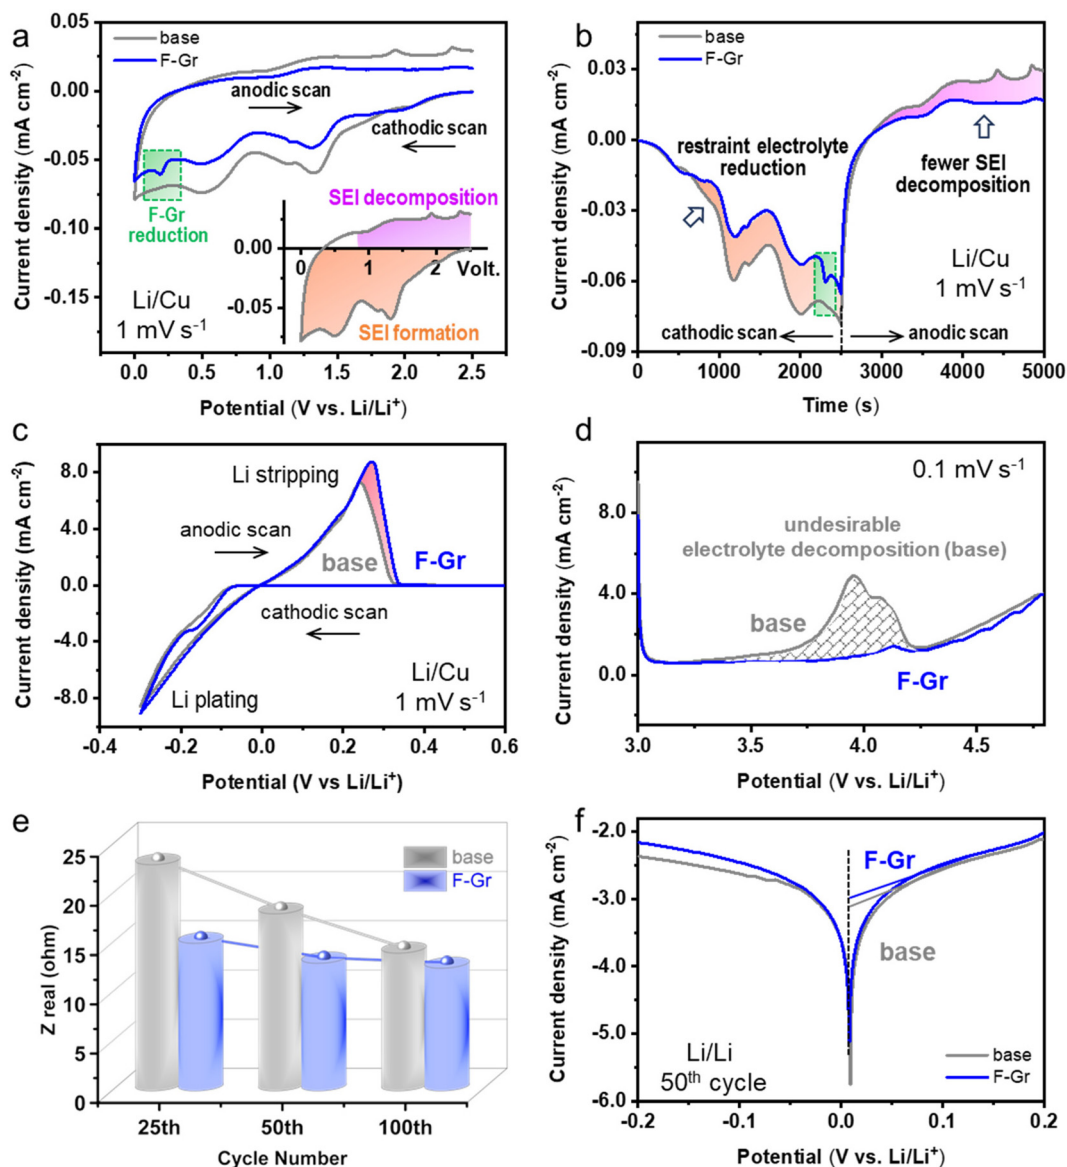 a
base
F-Gr
anodic scan
cathodic scan
F-Gr
reduction
SEI decomposition
0.00
-0.05
0
1
2
Volt.
SEI formation
Li/Cu
1 mV s⁻¹
0.05
0.00
-0.05
-0.10
-0.15
0.0
0.5
1.0
1.5
2.0
2.5
Current density (mA cm⁻²)
Potential (V vs. Li/Li⁺)
b
base
F-Gr
restraint electrolyte
reduction
fewer SEI
decomposition
Li/Cu
1 mV s⁻¹
cathodic scan
anodic scan
0.03
0.00
-0.03
-0.06
-0.09
0
1000
2000
3000
4000
5000
Current density (mA cm⁻²)
Time (s)
c
Li stripping
anodic scan
base
F-Gr
cathodic scan
Li plating
Li/Cu
1 mV s⁻¹
8.0
4.0
0.0
-4.0
-8.0
-0.4
-0.2
0.0
0.2
0.4
0.6
Current density (mA cm⁻²)
Potential (V vs Li/Li⁺)
d
0.1 mV s⁻¹
undesirable
electrolyte decomposition (base)
base
F-Gr
8.0
4.0
0.0
3.0
3.5
4.0
4.5
Current density (mA cm⁻²)
Potential (V vs. Li/Li⁺)
e
base
F-Gr
25
20
15
10
5
0
25th
50th
100th
Z real (ohm)
Cycle Number
f
F-Gr
base
Li/Li
50ᵗʰ cycle
base
F-Gr
-2.0
-3.0
-4.0
-5.0
-6.0
-0.2
-0.1
0.0
0.1
0.2
Current density (mA cm⁻²)
Potential (V vs. Li/Li⁺)